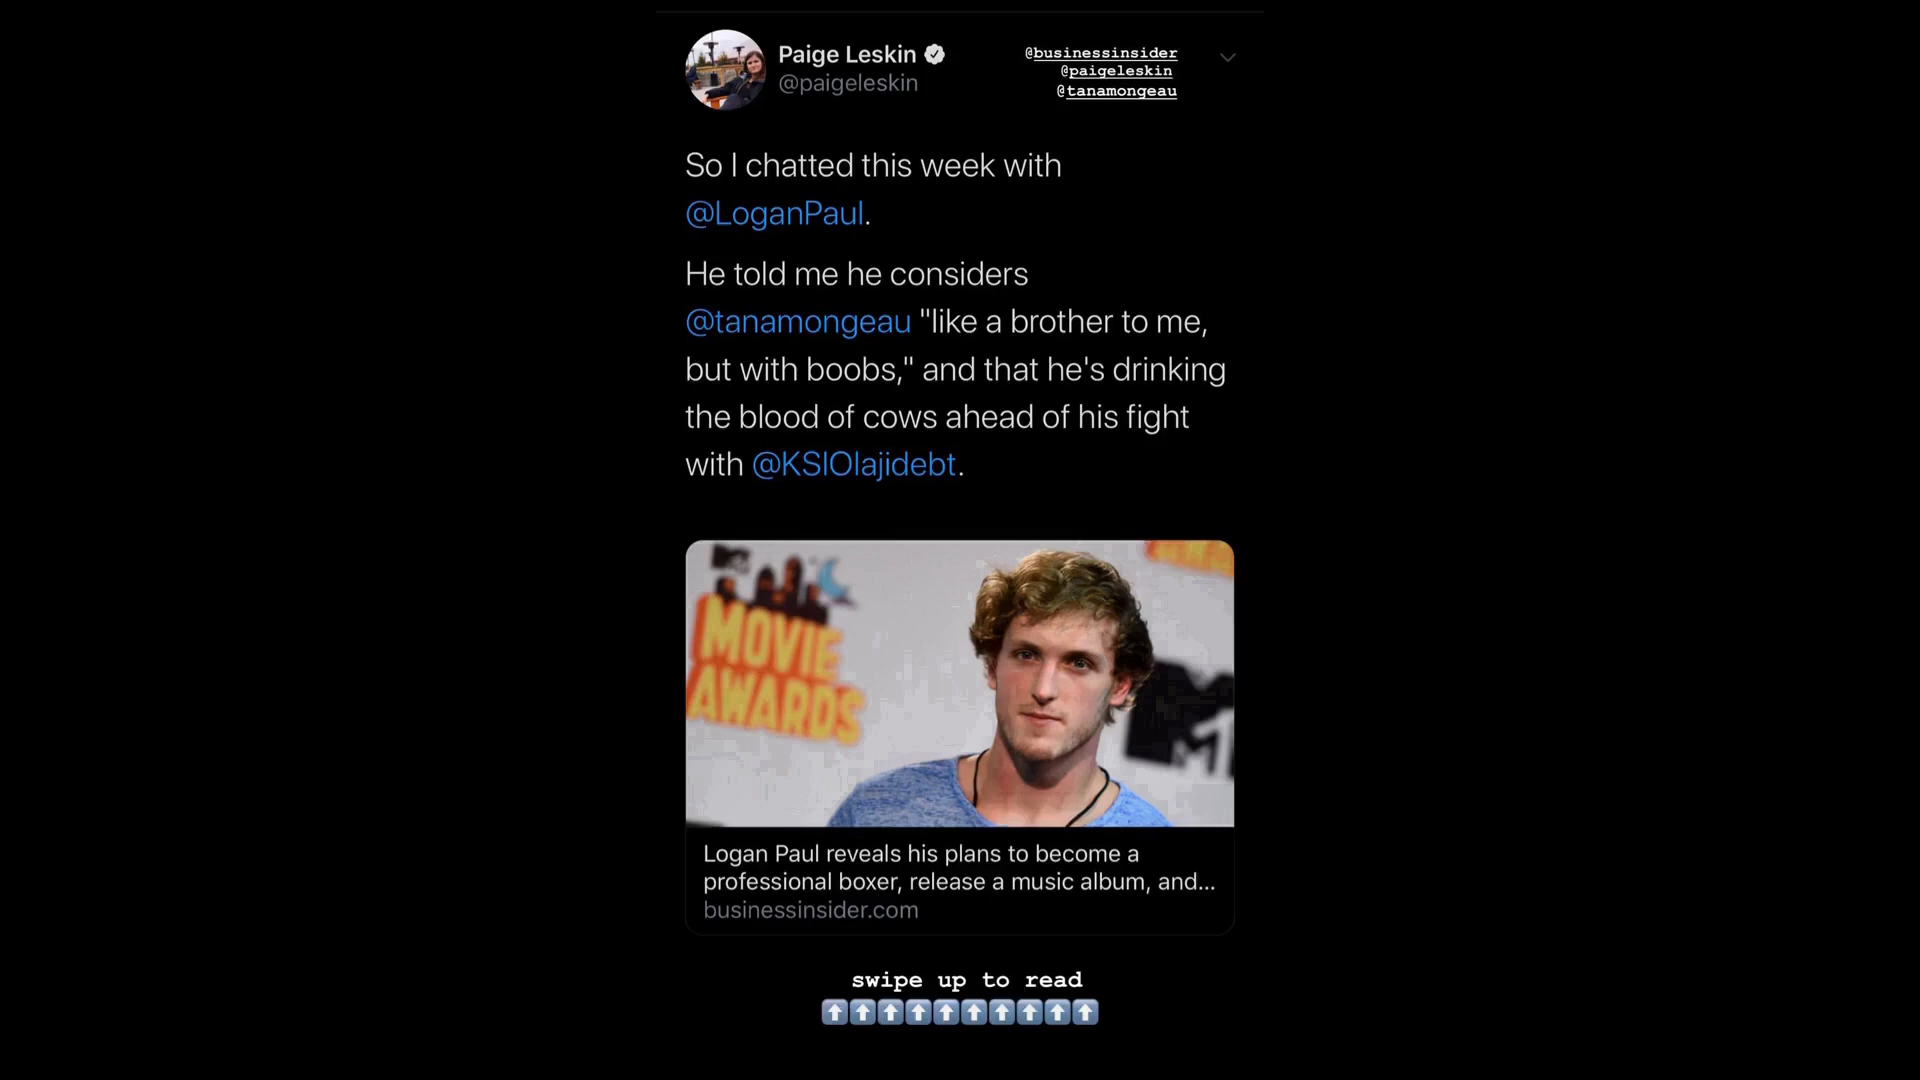 Paige Leskin
@paigeleskin
@businessinsider
@paigeleskin
@tanamongeau
So I chatted this week with
@LoganPaul.
He told me he considers
@tanamongeau "like a brother to me,
but with boobs," and that he's drinking
the blood of cows ahead of his fight
with @KSIOlajidebt.
MOVIE
AWARDS
Logan Paul reveals his plans to become a
professional boxer, release a music album, and...
businessinsider.com
swipe up to read